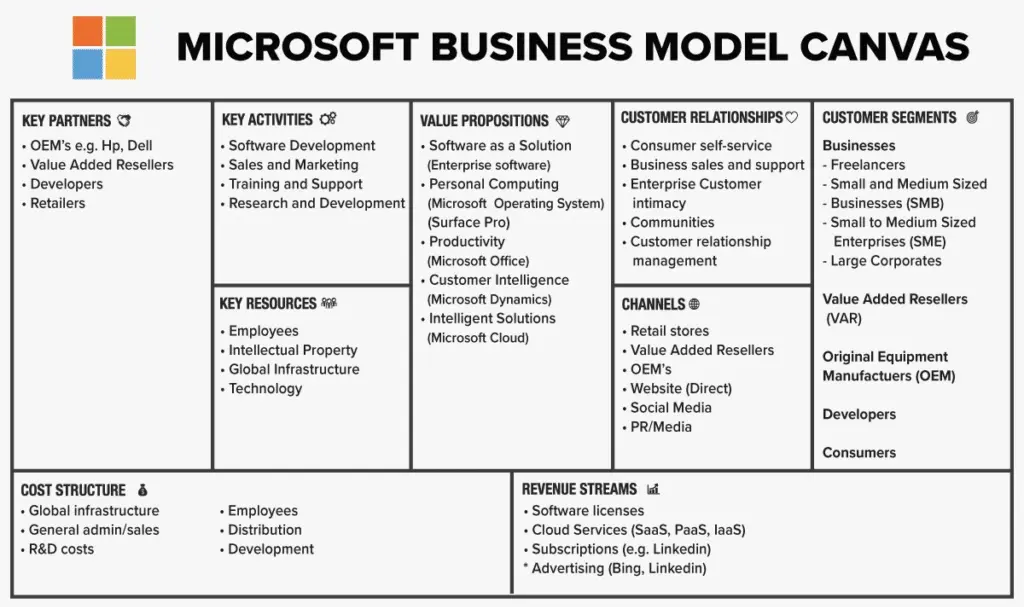 MICROSOFT BUSINESS MODEL CANVAS
KEY PARTNERS
• OEM's e.g. Hp, Dell
• Value Added Resellers
• Developers
• Retailers
KEY ACTIVITIES
• Software Development
• Sales and Marketing
• Training and Support
• Research and Development
KEY RESOURCES
• Employees
• Intellectual Property
• Global Infrastructure
• Technology
VALUE PROPOSITIONS
• Software as a Solution
(Enterprise software)
• Personal Computing
(Microsoft Operating System)
(Surface Pro)
• Productivity
(Microsoft Office)
• Customer Intelligence
(Microsoft Dynamics)
• Intelligent Solutions
(Microsoft Cloud)
CUSTOMER RELATIONSHIPS
• Consumer self-service
• Business sales and support
• Enterprise Customer
intimacy
• Communities
• Customer relationship
management
CHANNELS
• Retail stores
• Value Added Resellers
• OEM's
• Website (Direct)
• Social Media
• PR/Media
CUSTOMER SEGMENTS
Businesses
- Freelancers
- Small and Medium Sized
- Businesses (SMB)
- Small to Medium Sized
Enterprises (SME)
- Large Corporates
Value Added Resellers
(VAR)
Original Equipment
Manufactuers (OEM)
Developers
Consumers
COST STRUCTURE
• Global infrastructure
• General admin/sales
• R&D costs
• Employees
• Distribution
• Development
REVENUE STREAMS
• Software licenses
• Cloud Services (SaaS, PaaS, IaaS)
• Subscriptions (e.g. Linkedin)
* Advertising (Bing, Linkedin)